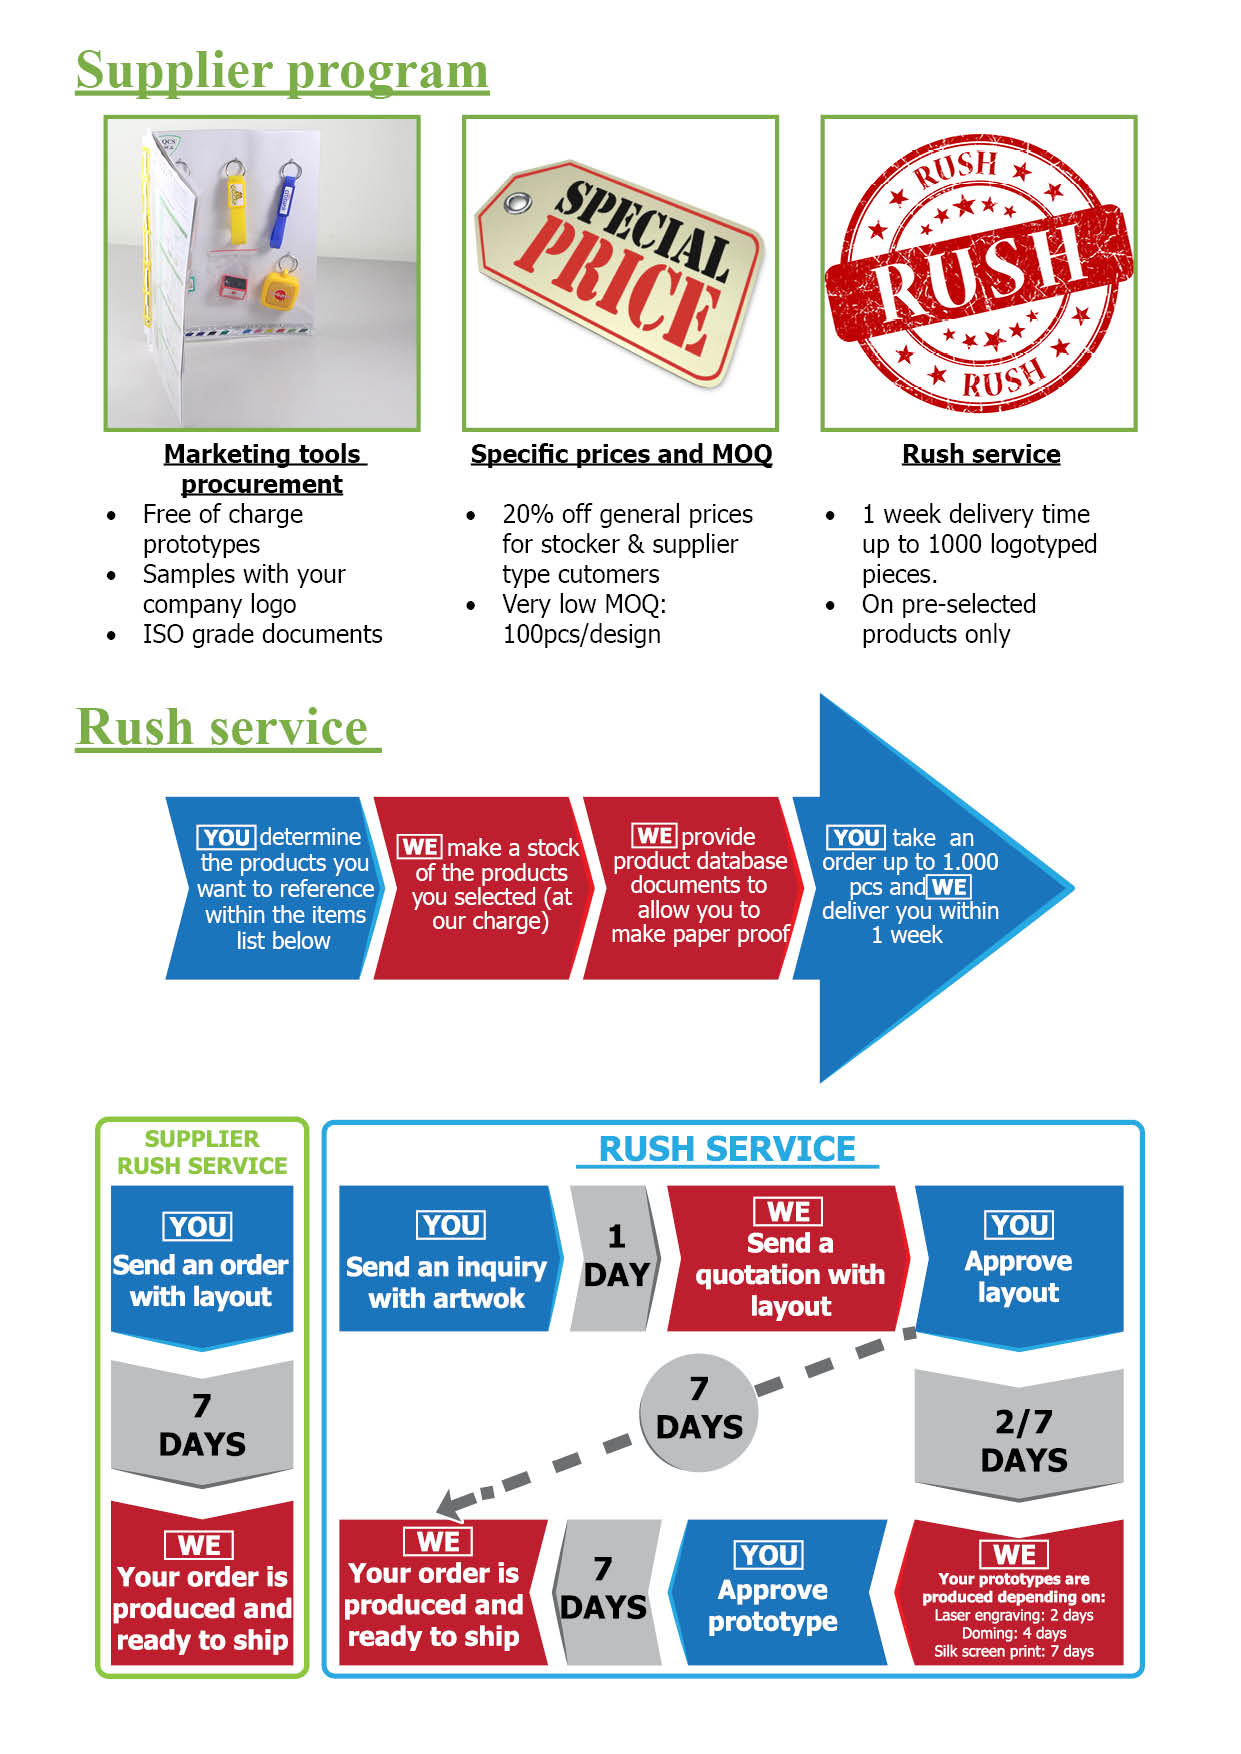 Supplier program
QCS
SPECIAL
PRICE
RUSH
RUSH
RUSH
Marketing tools
procurement
• Free of charge
prototypes
• Samples with your
company logo
• ISO grade documents
Specific prices and MOQ
• 20% off general prices
for stocker & supplier
type cutomers
• Very low MOQ:
100pcs/design
Rush service
• 1 week delivery time
up to 1000 logotyped
pieces.
• On pre-selected
products only
Rush service
YOU determine
the products you
want to reference
within the items
list below
WE make a stock
of the products
you selected (at
our charge)
WE provide
product database
documents to
allow you to
make paper proof
YOU take an
order up to 1.000
pcs and WE
deliver you within
1 week
SUPPLIER
RUSH SERVICE
YOU
Send an order
with layout
7
DAYS
WE
Your order is
produced and
ready to ship
RUSH SERVICE
YOU
Send an inquiry
with artwok
1
DAY
WE
Send a
quotation with
layout
YOU
Approve
layout
7
DAYS
2/7
DAYS
WE
Your order is
produced and
ready to ship
7
DAYS
YOU
Approve
prototype
WE
Your prototypes are
produced depending on:
Laser engraving: 2 days
Doming: 4 days
Silk screen print: 7 days